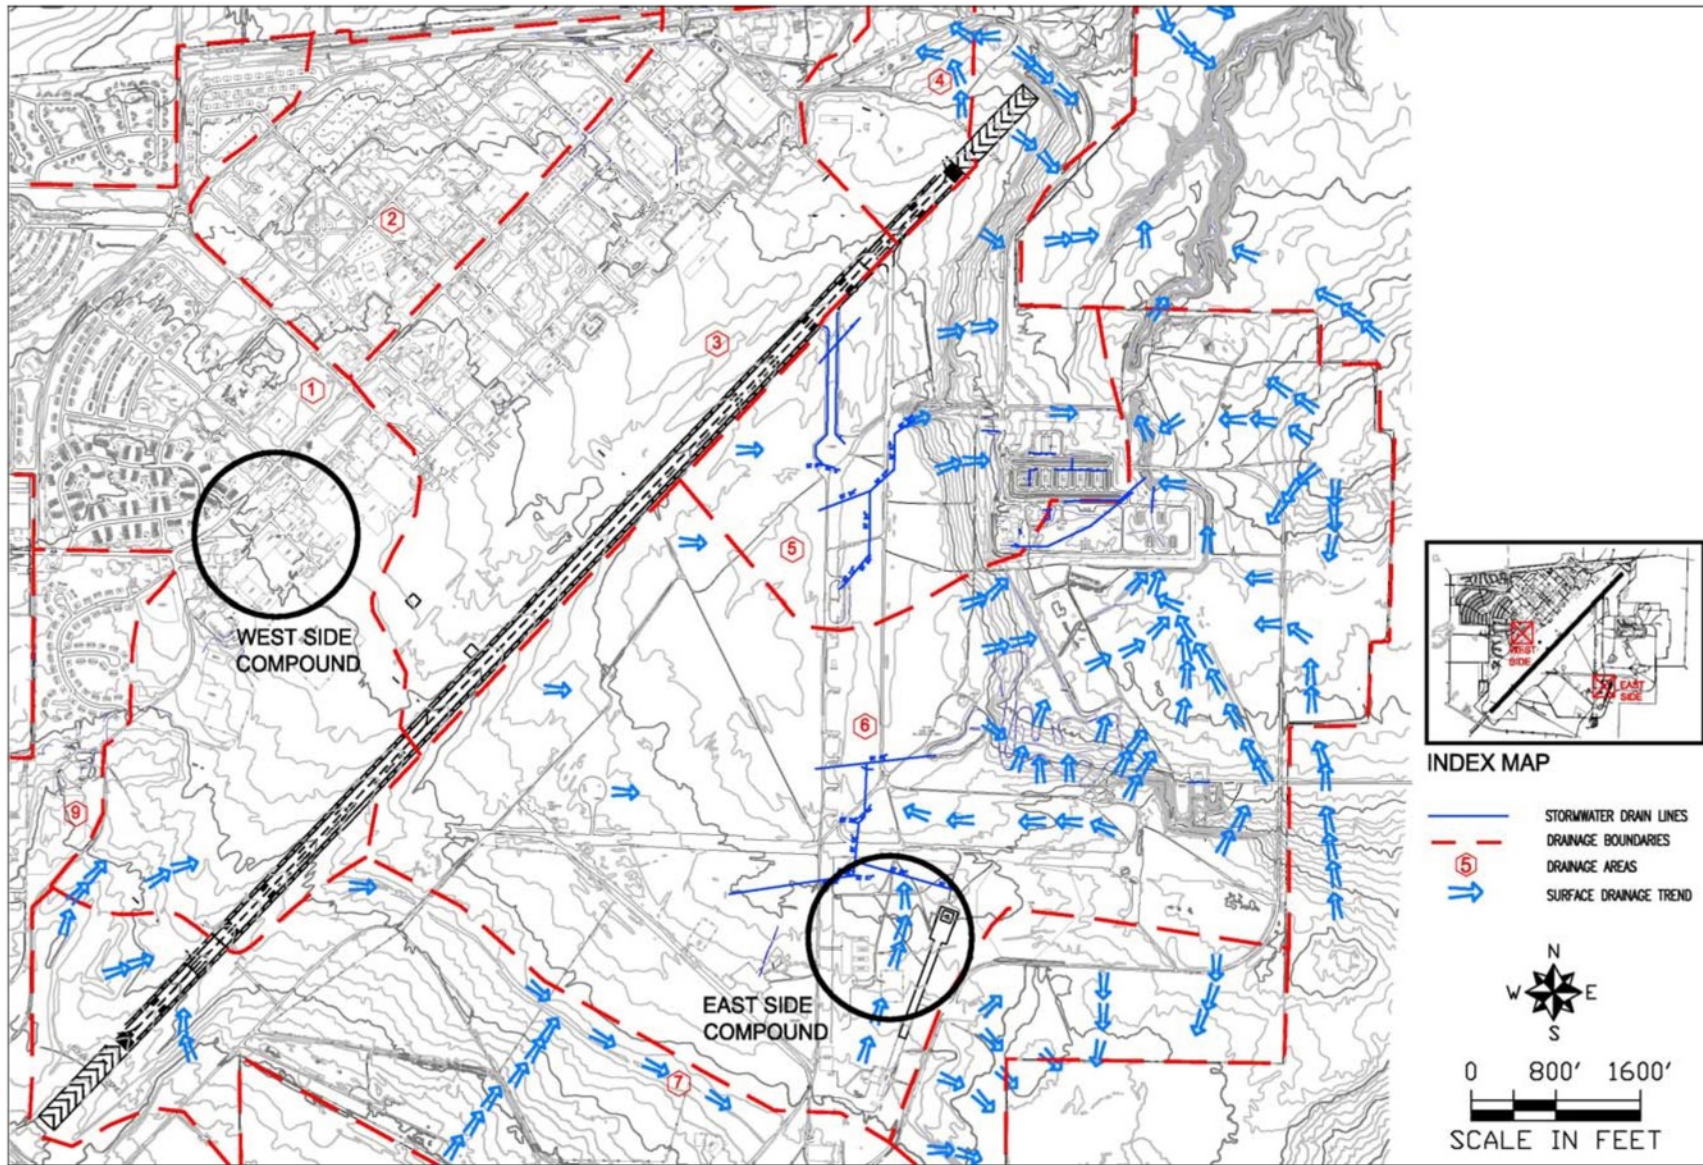 4
2
3
1
5
WEST SIDE
COMPOUND
6
9
EAST SIDE
COMPOUND
7
WEST
SIDE
EAST
SIDE
INDEX MAP
STORMWATER DRAIN LINES
DRAINAGE BOUNDARIES
5 DRAINAGE AREAS
SURFACE DRAINAGE TREND
N
W E
S
0 800' 1600'
SCALE IN FEET